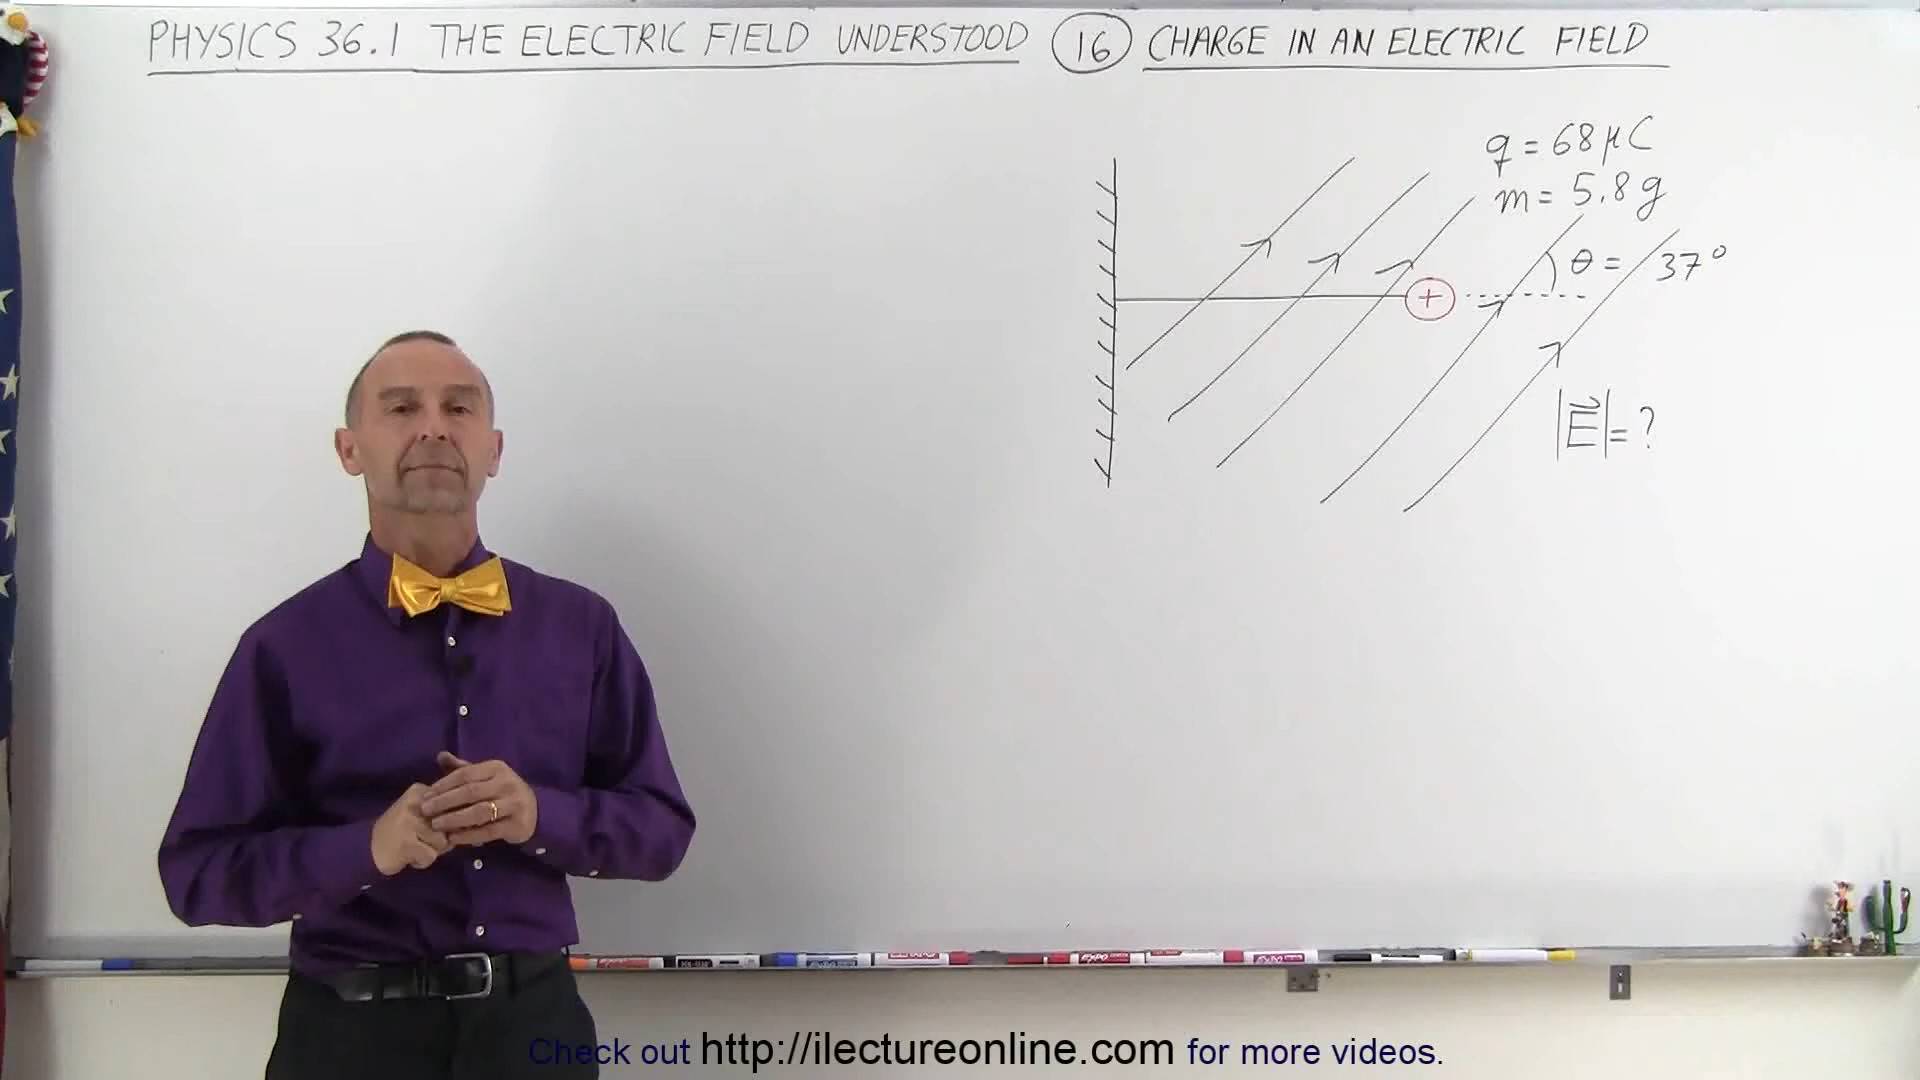 PHYSICS 36.1 THE ELECTRIC FIELD UNDERSTOOD 16 CHARGE IN AN ELECTRIC FIELD
q = 68 μC
m = 5.8 g
θ = 37°
+
|E⃗| = ?
Check out http://ilectureonline.com for more videos.